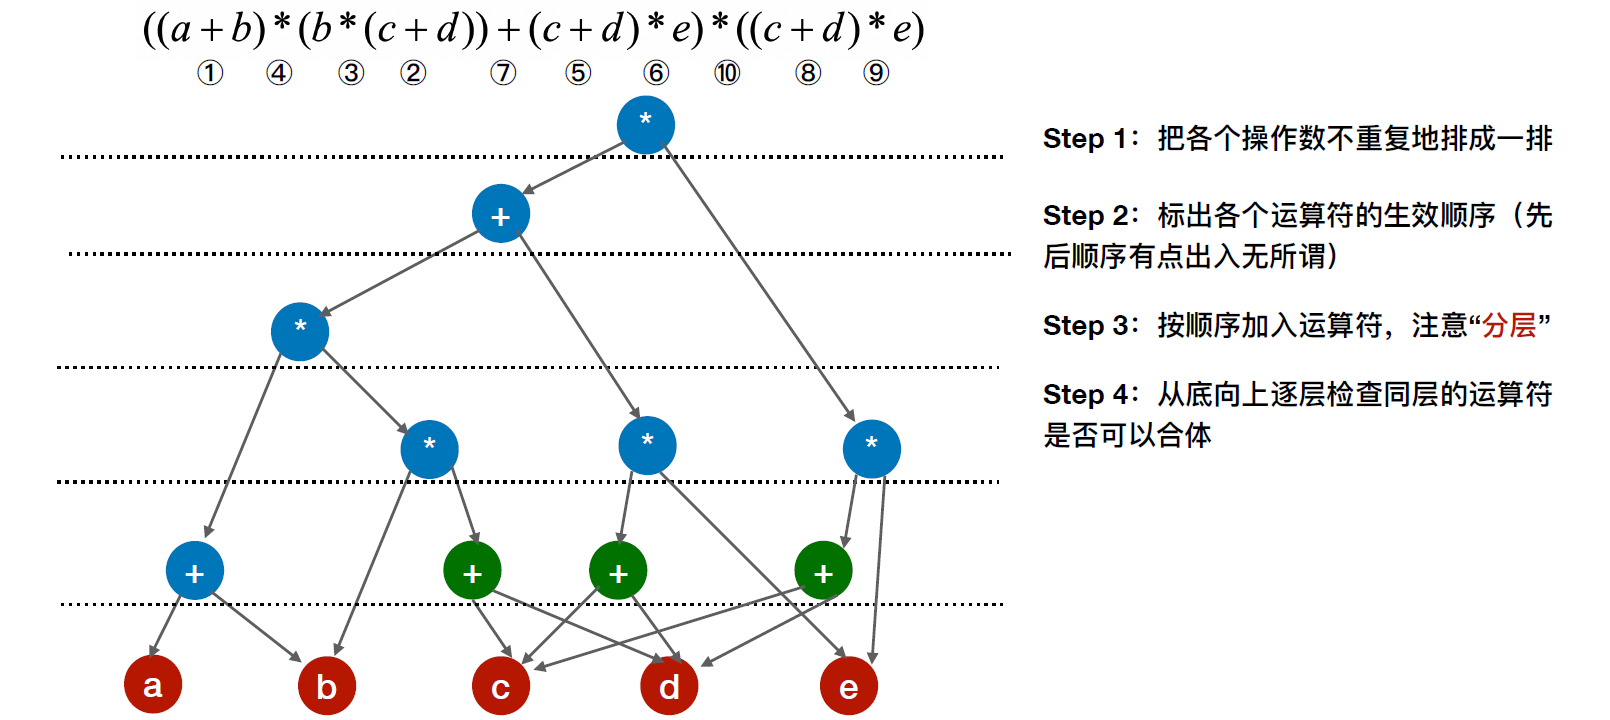 ((a+b)*(b*(c+d))+(c+d)*e)*((c+d)*e)
① ④ ③ ② ⑦ ⑤ ⑥ ⑩ ⑧ ⑨
*
+
*
* * *
+ + + +
a b c d e
Step 1：把各个操作数不重复地排成一排
Step 2：标出各个运算符的生效顺序（先
后顺序有点出入无所谓）
Step 3：按顺序加入运算符，注意“分层”
Step 4：从底向上逐层检查同层的运算符
是否可以合体